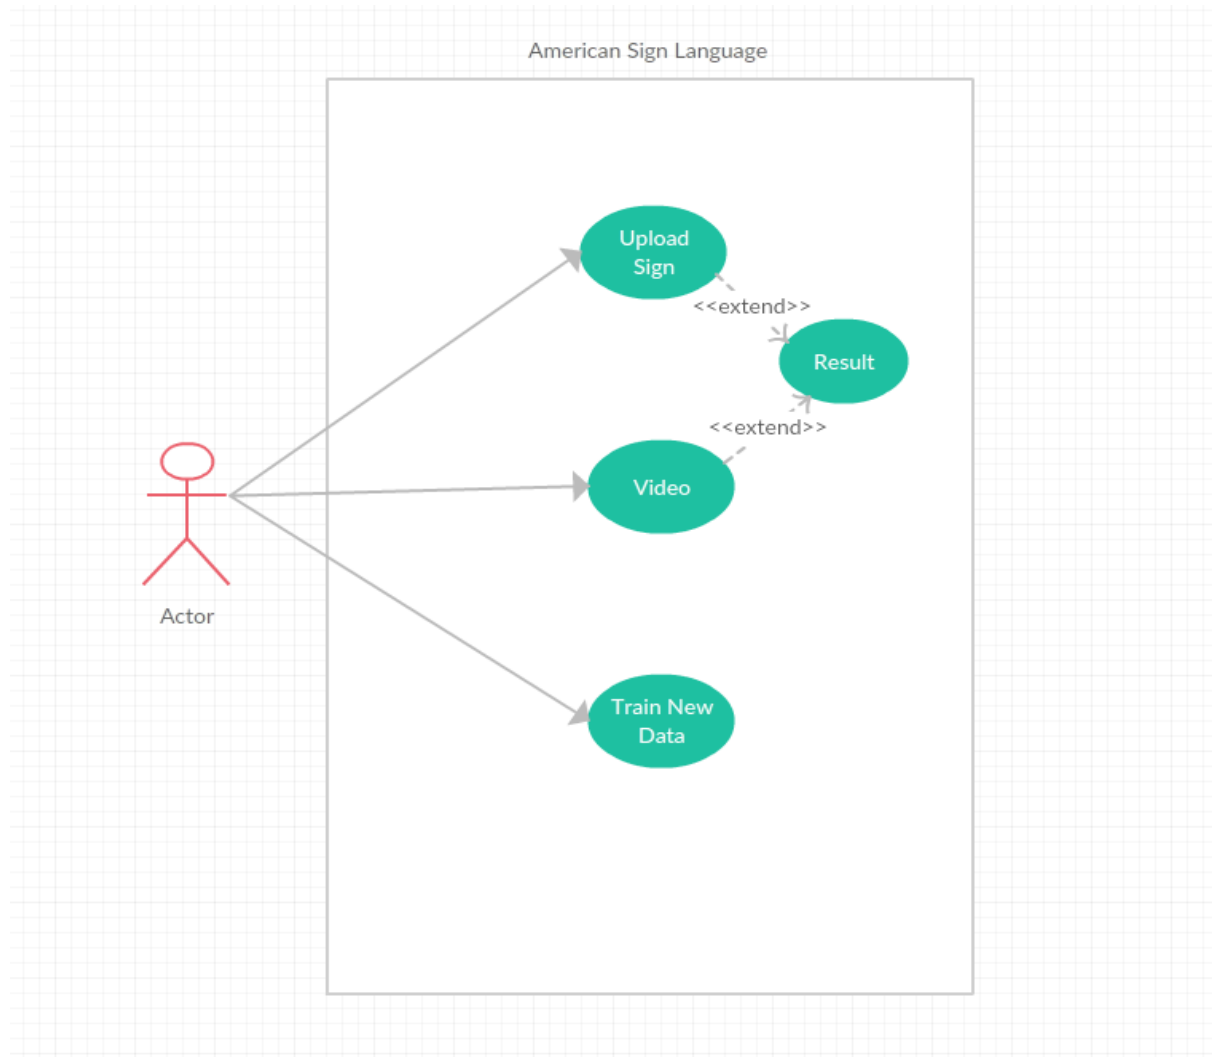 American Sign Language
Upload
Sign
<<extend>>
Result
<<extend>>
Video
Actor
Train New
Data